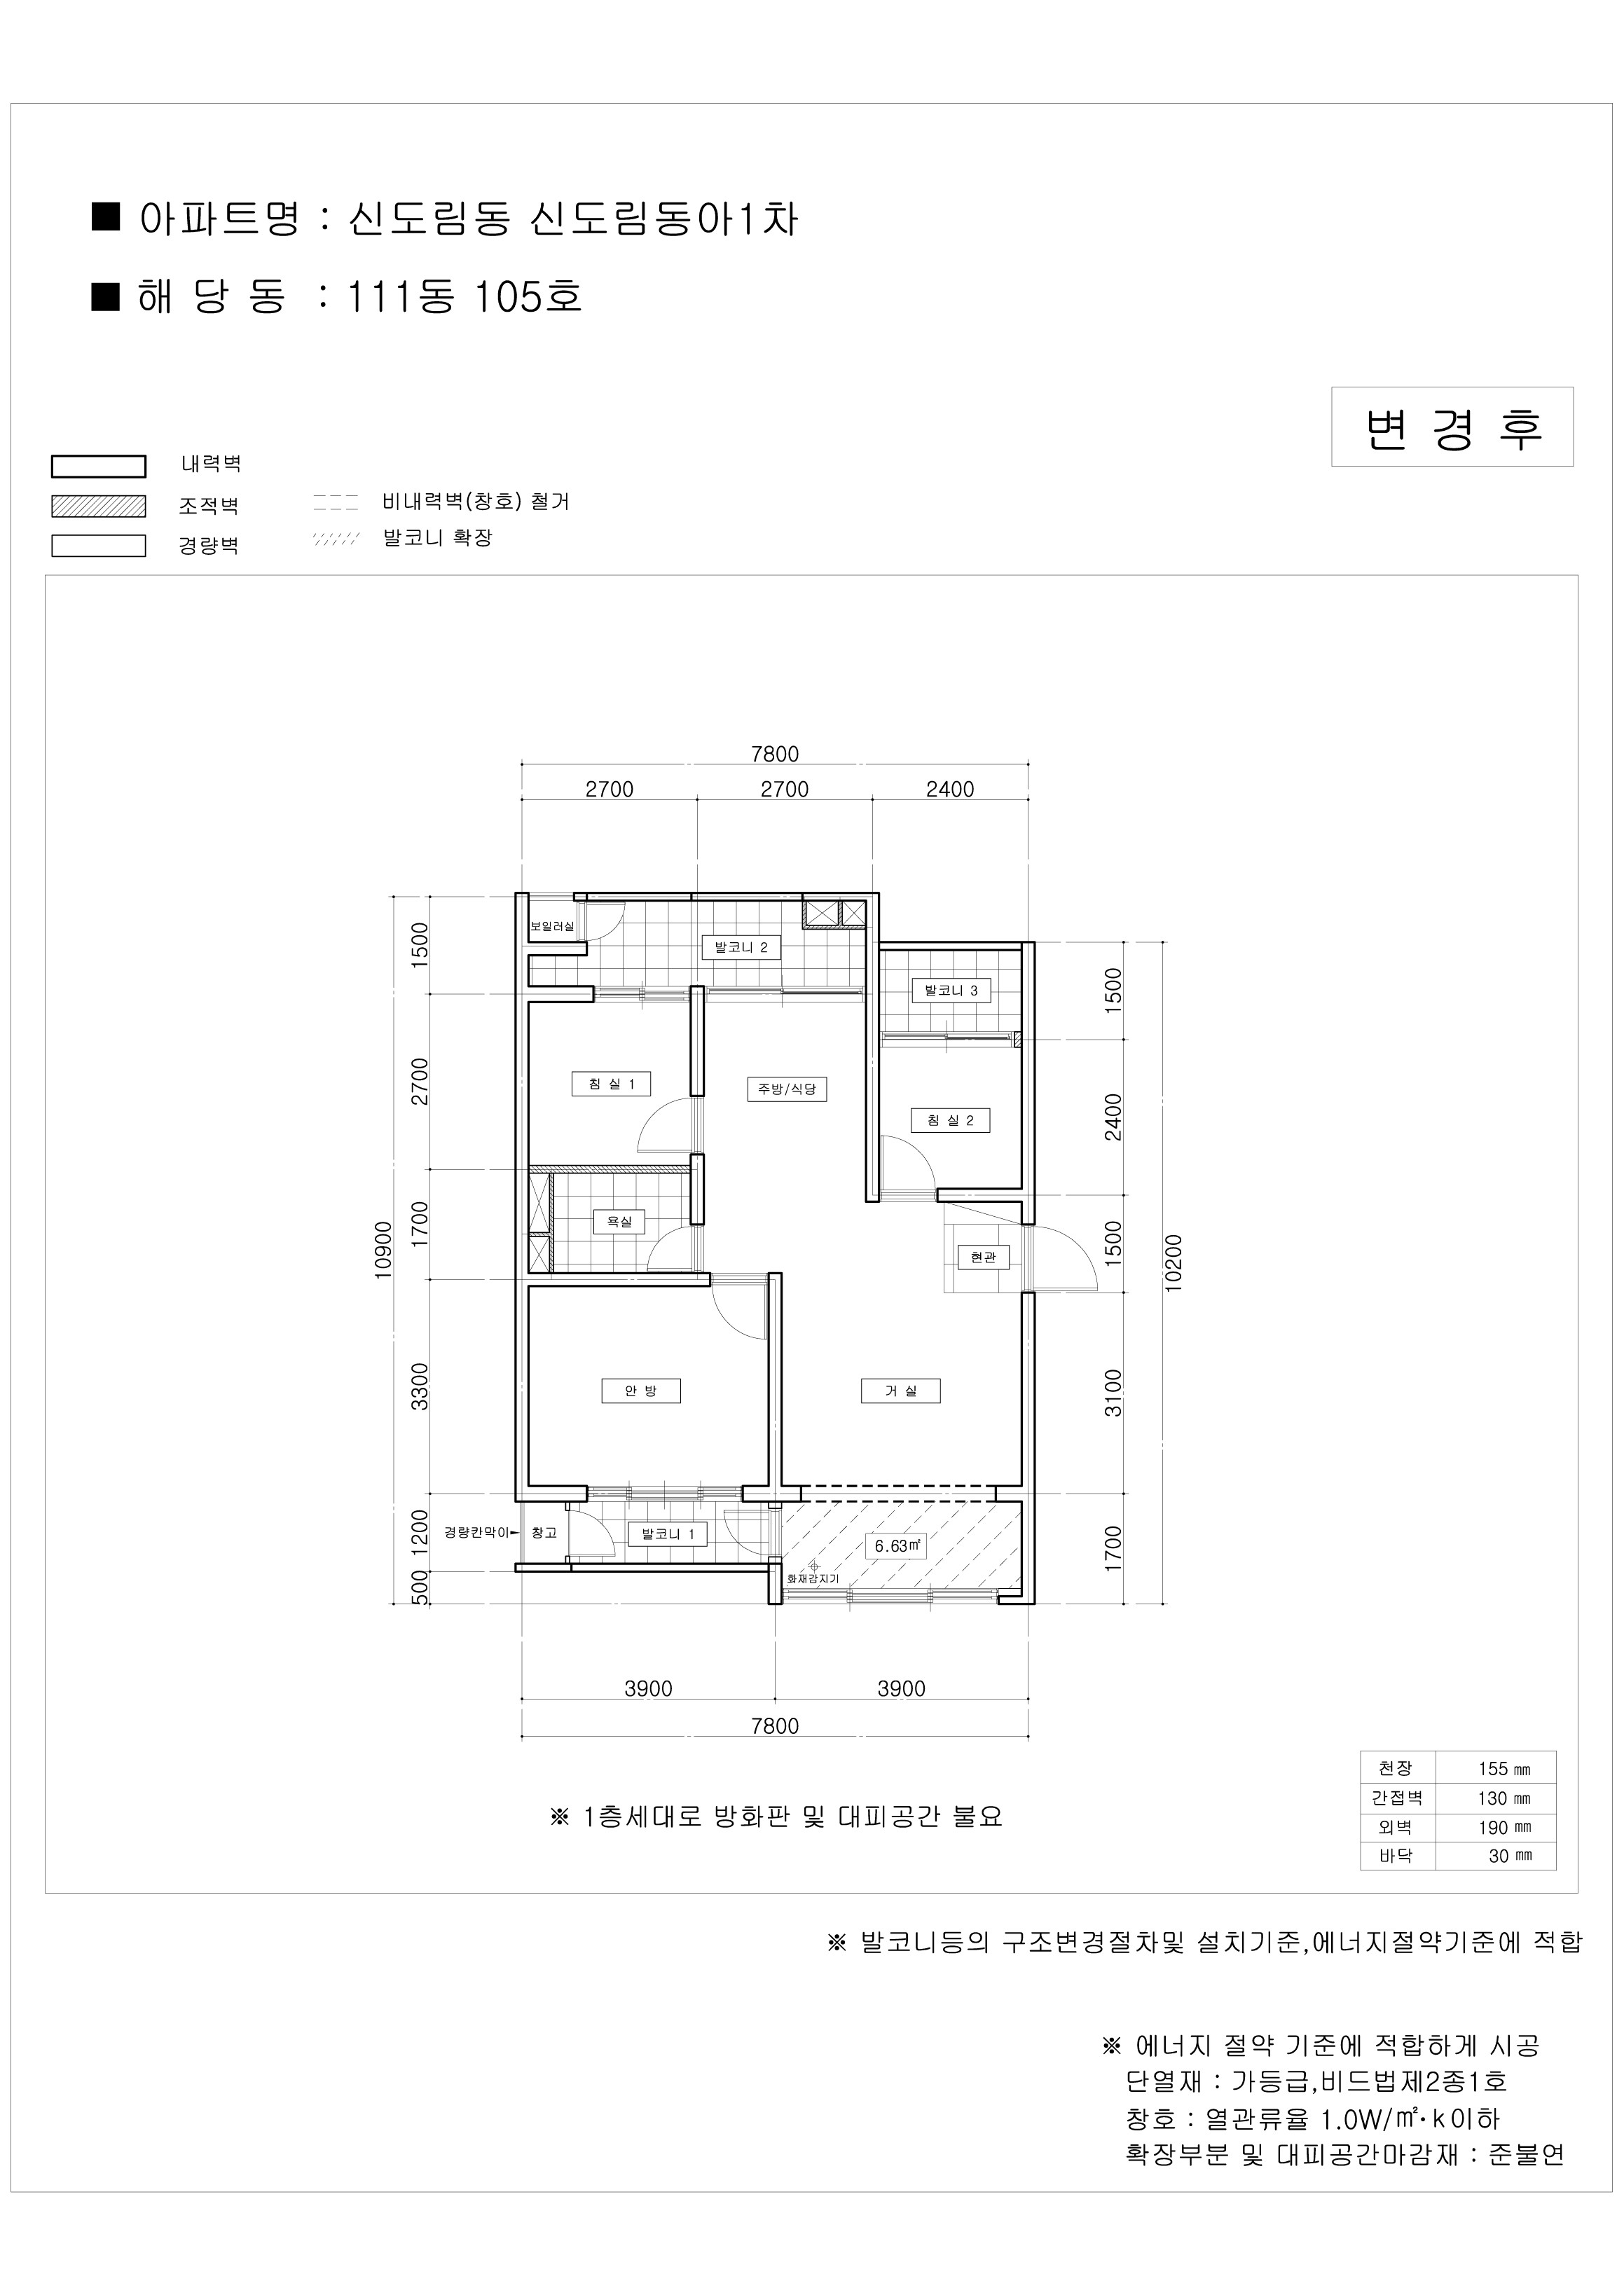 ■ 아파트명 : 신도림동 신도림동아1차
■ 해 당 동 : 111동 105호
변 경 후
내력벽
조적벽
경량벽
비내력벽(창호) 철거
발코니 확장
7800
2700 2700 2400
1500
2700
1700
3300
1200
500
10900
1500
2400
1500
3100
1700
10200
보일러실
발코니 2
발코니 3
침 실 1
주방/식당
침 실 2
욕실
현관
안 방
거 실
경량칸막이
창고
발코니 1
6.63㎡
화재감지기
3900 3900
7800
※ 1층세대로 방화판 및 대피공간 불요
천장 155 ㎜
간접벽 130 ㎜
외벽 190 ㎜
바닥 30 ㎜
※ 발코니등의 구조변경절차및 설치기준,에너지절약기준에 적합
※ 에너지 절약 기준에 적합하게 시공
단열재 : 가등급,비드법제2종1호
창호 : 열관류율 1.0W/㎡·k이하
확장부분 및 대피공간마감재 : 준불연